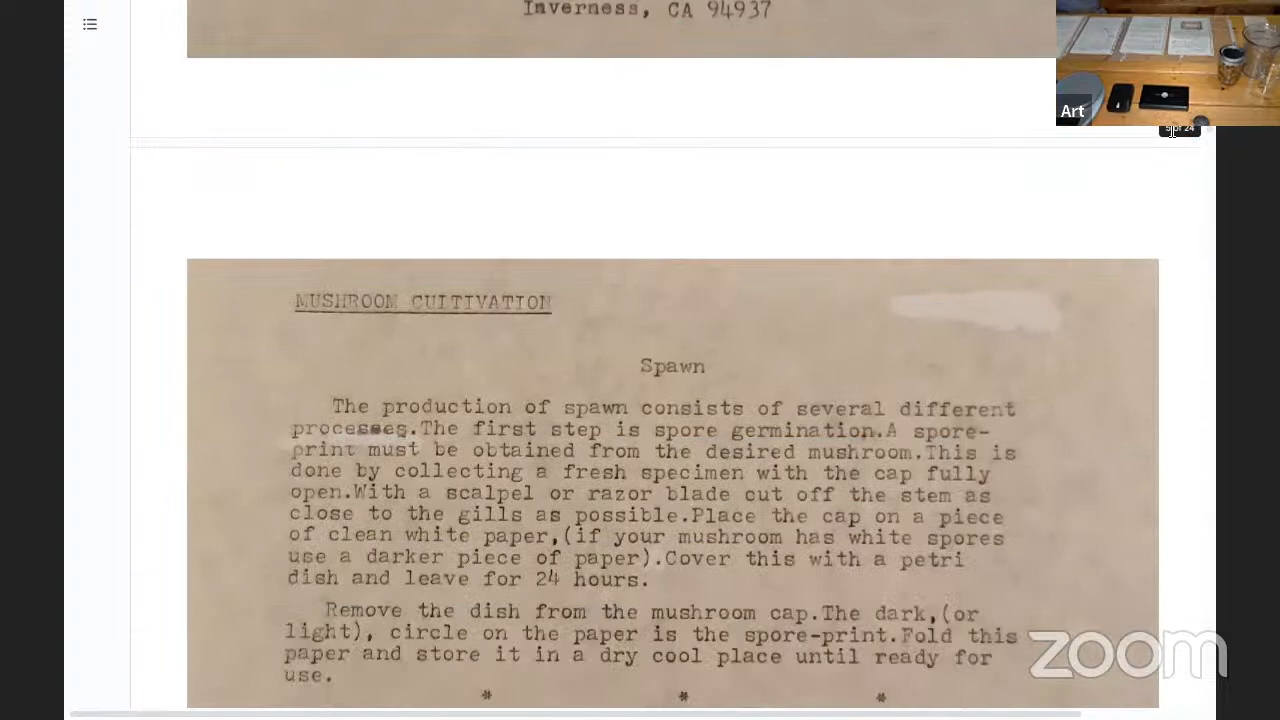 Inverness, CA 94937
Art
5 of 24
MUSHROOM CULTIVATION
Spawn
The production of spawn consists of several different
processes.The first step is spore germination.A spore-
print must be obtained from the desired mushroom.This is
done by collecting a fresh specimen with the cap fully
open.With a scalpel or razor blade cut off the stem as
close to the gills as possible.Place the cap on a piece
of clean white paper,(if your mushroom has white spores
use a darker piece of paper).Cover this with a petri
dish and leave for 24 hours.
Remove the dish from the mushroom cap.The dark,(or
light), circle on the paper is the spore-print.Fold this
paper and store it in a dry cool place until ready for
use.
* * *
zoom